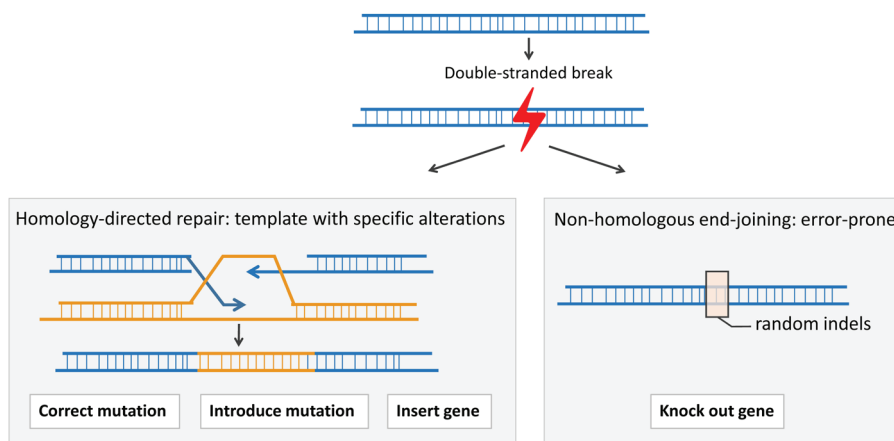 Double-stranded break
Homology-directed repair: template with specific alterations
Non-homologous end-joining: error-prone
random indels
Correct mutation
Introduce mutation
Insert gene
Knock out gene